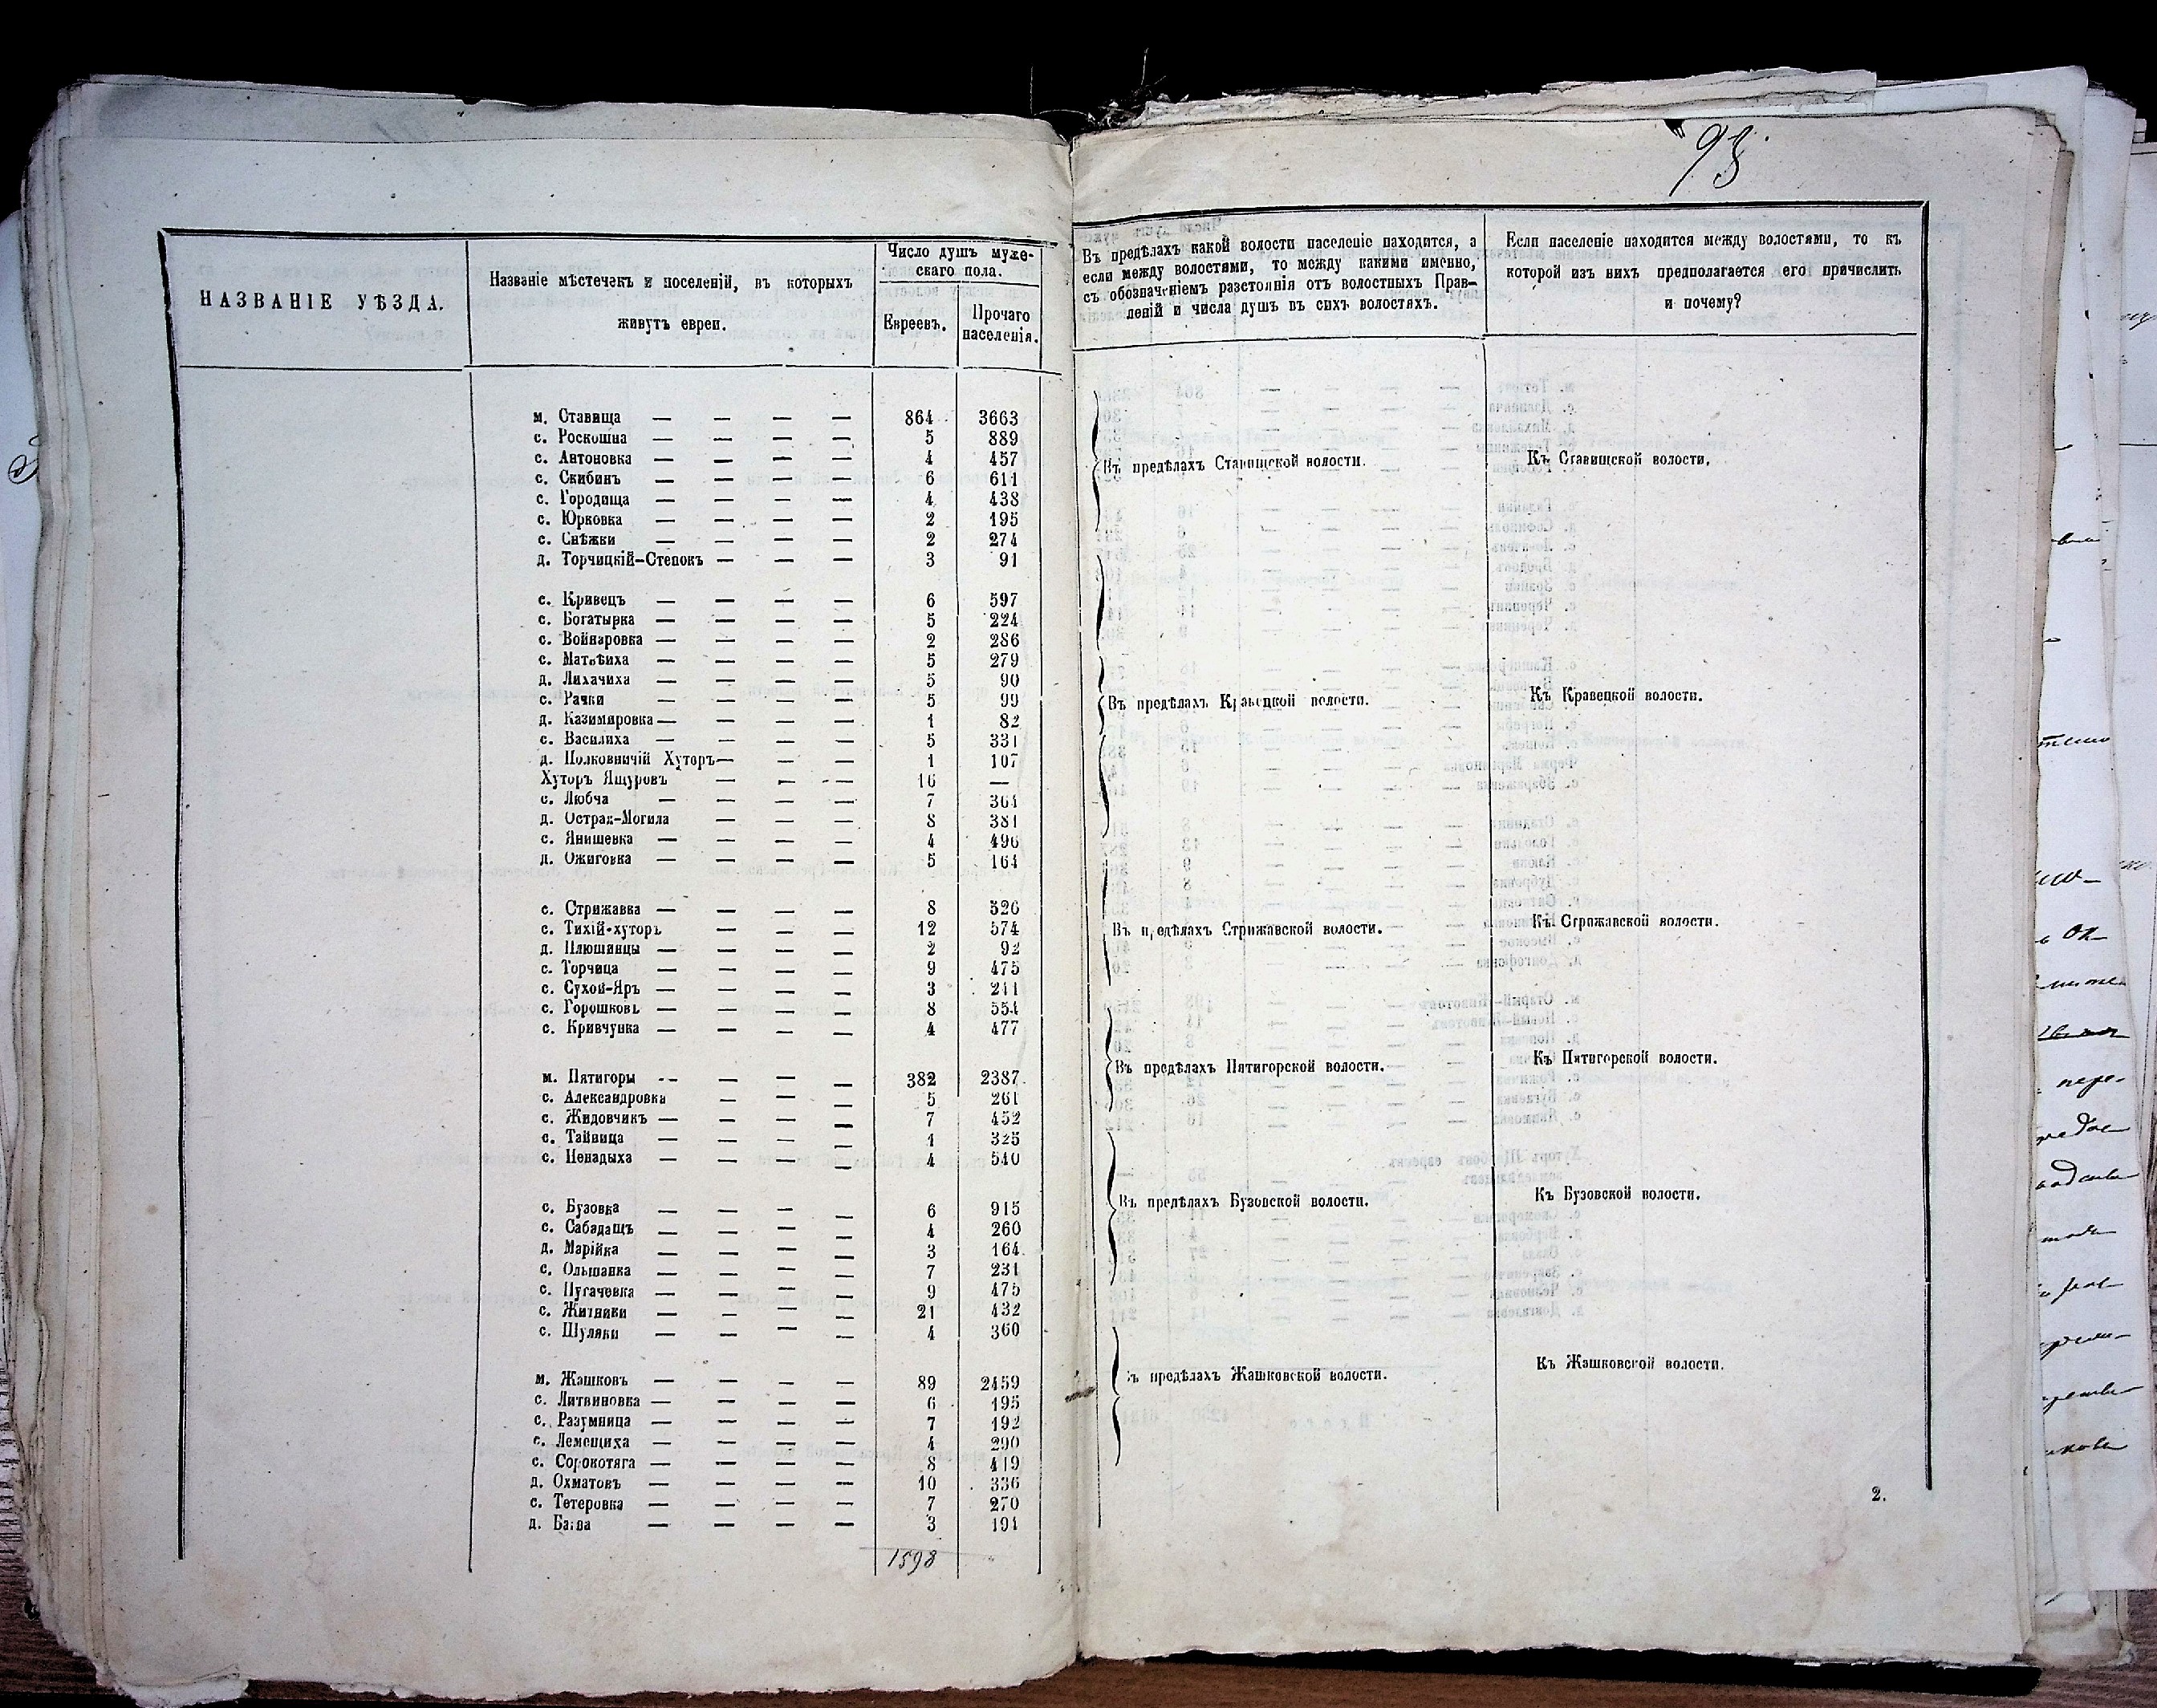 93
НАЗВАНІЕ УѢЗДА.
Названіе мѣстечекъ и поселеній, въ которыхъ
живутъ евреи.
Число душъ муже-
скаго пола.
Евреевъ.
Прочаго
населенія.
Въ предѣлахъ какой волости населеніе находится, а
если между волостями, то между какими именно,
съ обозначеніемъ разстоянія отъ волостныхъ Прав-
леній и числа душъ въ сихъ волостяхъ.
Если населеніе находится между волостями, то къ
которой изъ нихъ предполагается его причислить
и почему?
м. Ставища — — — — 864 3663
с. Роскошна — — — — 5 889
с. Антоновка — — — — 4 457
с. Скибинъ — — — — 6 611
с. Городища — — — — 4 438
с. Юрковка — — — — 2 195
с. Снѣжки — — — — 2 274
д. Торчицкій-Степокъ — — — 3 91
Въ предѣлахъ Ставищской волости.
Къ Ставищской волости.
с. Кривецъ — — — — 6 597
с. Богатырка — — — — 5 224
с. Войнаровка — — — — 2 286
с. Матвѣиха — — — — 5 279
д. Лихачиха — — — — 5 90
с. Рачки — — — — 5 99
д. Казимировка — — — — 1 82
с. Василиха — — — — 5 331
д. Полковничій Хуторъ — — — 1 107
Хуторъ Ящуровъ — — — 16 —
с. Любча — — — — 7 364
д. Острая-Могила — — — 8 381
с. Янишевка — — — — 4 496
д. Ожиговка — — — — 5 164
Въ предѣлахъ Кравецкой волости.
Къ Кравецкой волости.
с. Стрижавка — — — — 8 526
с. Тихій-хуторъ — — — 12 574
д. Плюшинцы — — — — 2 92
с. Торчица — — — — 9 475
с. Сухой-Яръ — — — — 3 211
с. Горошковъ — — — — 8 554
с. Кривчунка — — — — 4 477
Въ предѣлахъ Стрижавской волости.
Къ Стрижавской волости.
м. Пятигоры — — — — 382 2387
с. Александровка — — — 5 261
с. Жидовчикъ — — — — 7 452
с. Тайница — — — — 1 325
с. Ненадыха — — — — 4 540
Въ предѣлахъ Пятигорской волости.
Къ Пятигорской волости.
с. Бузовка — — — — 6 915
с. Сабадашъ — — — — 4 260
д. Марійка — — — — 3 164
с. Ольшанка — — — — 7 231
с. Пугачевка — — — — 9 475
с. Житники — — — — 21 432
с. Шуляки — — — — 4 360
Въ предѣлахъ Бузовской волости.
Къ Бузовской волости.
м. Жашковъ — — — — 89 2459
с. Литвиновка — — — — 6 195
с. Разумница — — — — 7 192
с. Лемещиха — — — — 4 290
с. Сорокотяга — — — — 8 419
д. Охматовъ — — — — 10 336
с. Тетеровка — — — — 7 270
д. Багва — — — — 3 191
Въ предѣлахъ Жашковской волости.
Къ Жашковской волости.
1598
2.